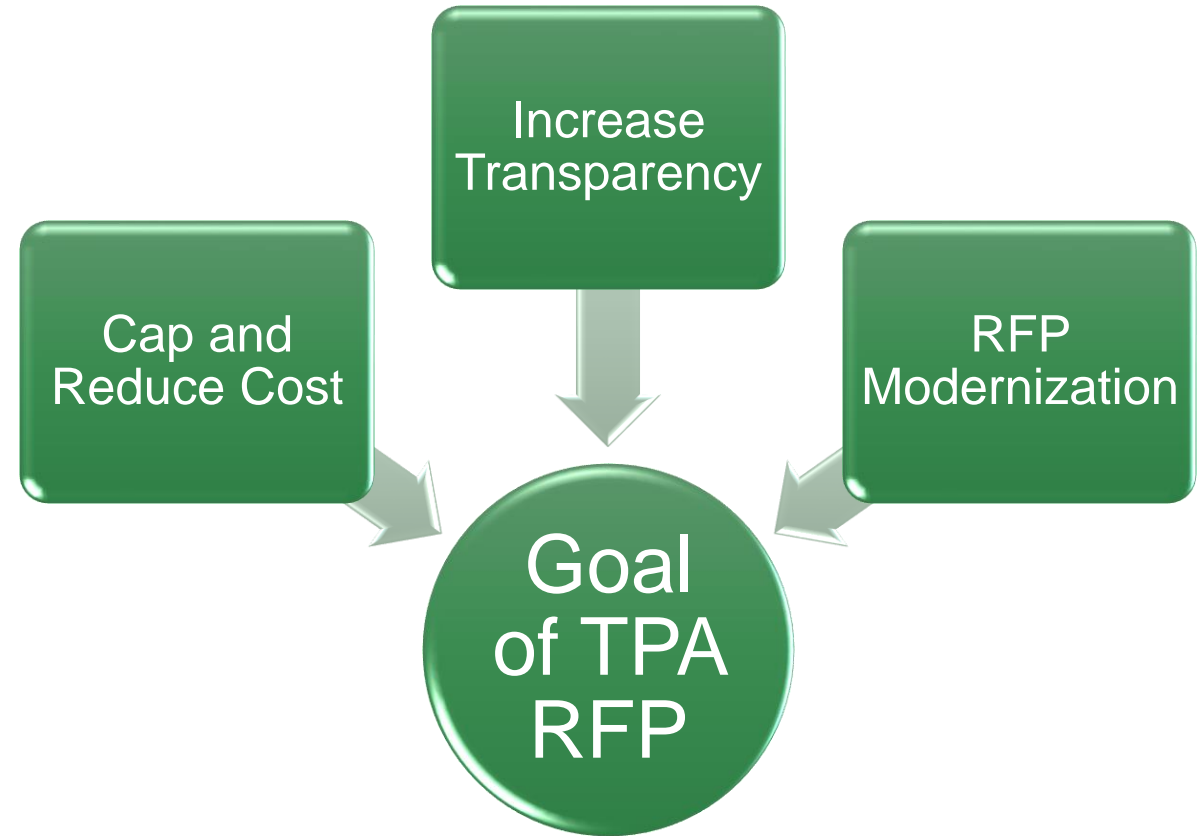 Increase
Transparency
Cap and
Reduce Cost
RFP
Modernization
Goal
of TPA
RFP